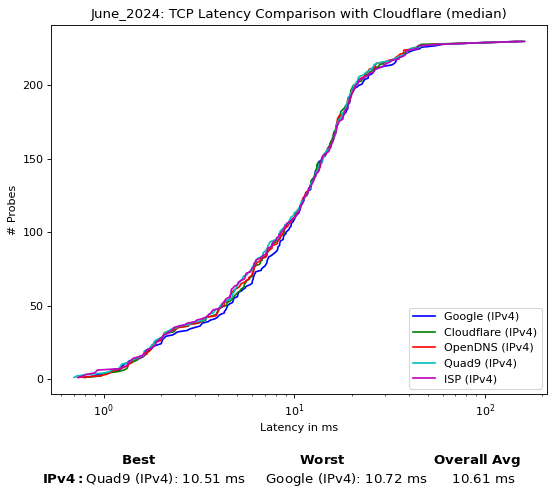 June_2024: TCP Latency Comparison with Cloudflare (median)
# Probes
200
150
100
50
0
Google (IPv4)
Cloudflare (IPv4)
OpenDNS (IPv4)
Quad9 (IPv4)
ISP (IPv4)
10^0 10^1 10^2
Latency in ms
Best Worst Overall Avg
IPv4: Quad9 (IPv4): 10.51 ms Google (IPv4): 10.72 ms 10.61 ms